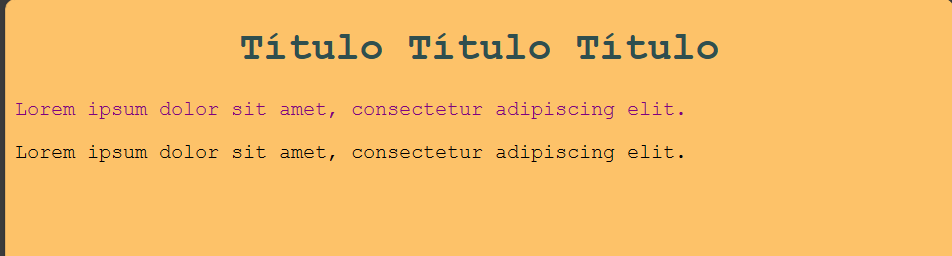 Título Título Título
Lorem ipsum dolor sit amet, consectetur adipiscing elit.
Lorem ipsum dolor sit amet, consectetur adipiscing elit.